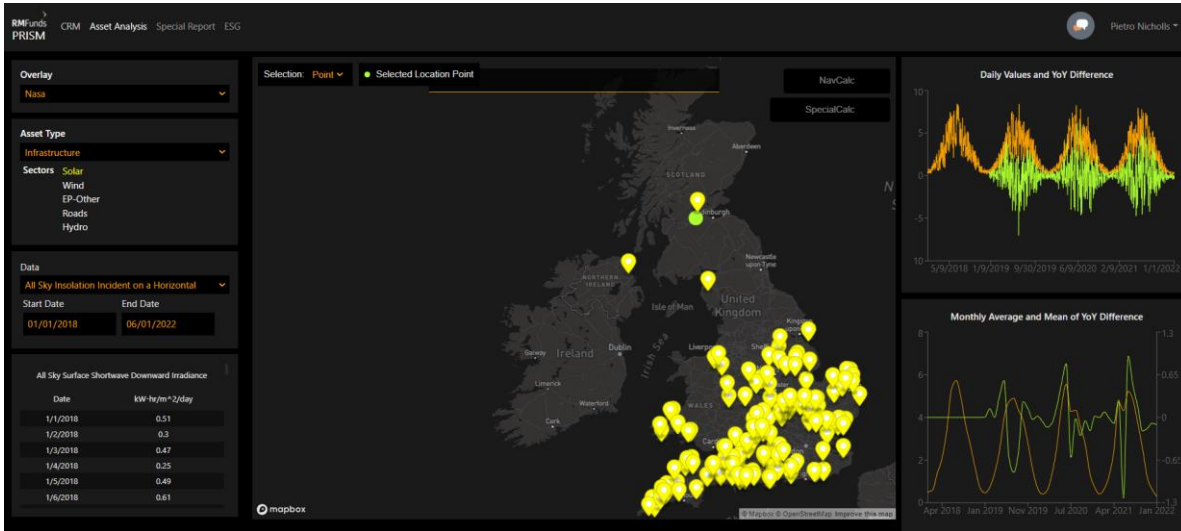 RMFunds
PRISM
CRM Asset Analysis Special Report ESG
Pietro Nicholls
Overlay
Nasa
Asset Type
Infrastructure
Sectors Solar
Wind
EP-Other
Roads
Hydro
Data
All Sky Insolation Incident on a Horizontal
Start Date End Date
01/01/2018 06/01/2022
All Sky Surface Shortwave Downward Irradiance
Date kW-hr/m^2/day
1/1/2018 0.51
1/2/2018 0.3
1/3/2018 0.47
1/4/2018 0.25
1/5/2018 0.49
1/6/2018 0.61
Selection: Point
Selected Location Point
NavCalc
SpecialCalc
Inverness
Aberdeen
SCOTLAND
N
Newcastle
upon Tyne
NORTHERN
IRELAND
Isle of Man
United
Kingdom
Dublin
Galway
Ireland
Irish Sea
Limerick
Waterford
Cork
WALES
mapbox
© Mapbox © OpenStreetMap Improve this map
Daily Values and YoY Difference
10
5
0
-5
10
5/9/2018 1/9/2019 9/30/2019 6/9/2020 2/9/2021 1/1/2022
Monthly Average and Mean of YoY Difference
8 1.3
6 0.65
4 0
2 -0.65
0 -1.3
Apr 2018 Jan 2019 Nov 2019 Jul 2020 Apr 2021 Jan 2022